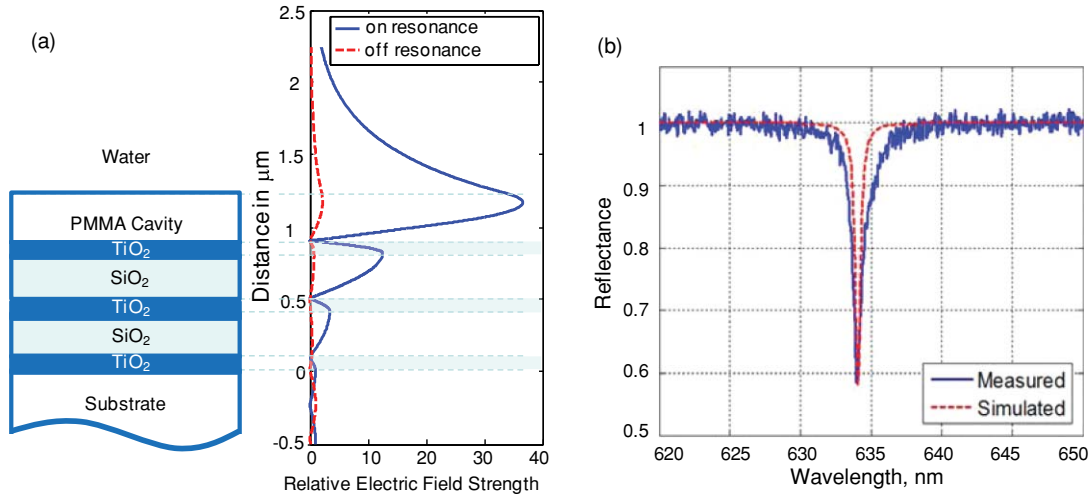 (a)
Water
PMMA Cavity
TiO₂
SiO₂
TiO₂
SiO₂
TiO₂
Substrate
Distance in μm
2.5
2
1.5
1
0.5
0
-0.5
on resonance
off resonance
0 10 20 30 40
Relative Electric Field Strength
(b)
Reflectance
1
0.9
0.8
0.7
0.6
0.5
Measured
Simulated
620 625 630 635 640 645 650
Wavelength, nm